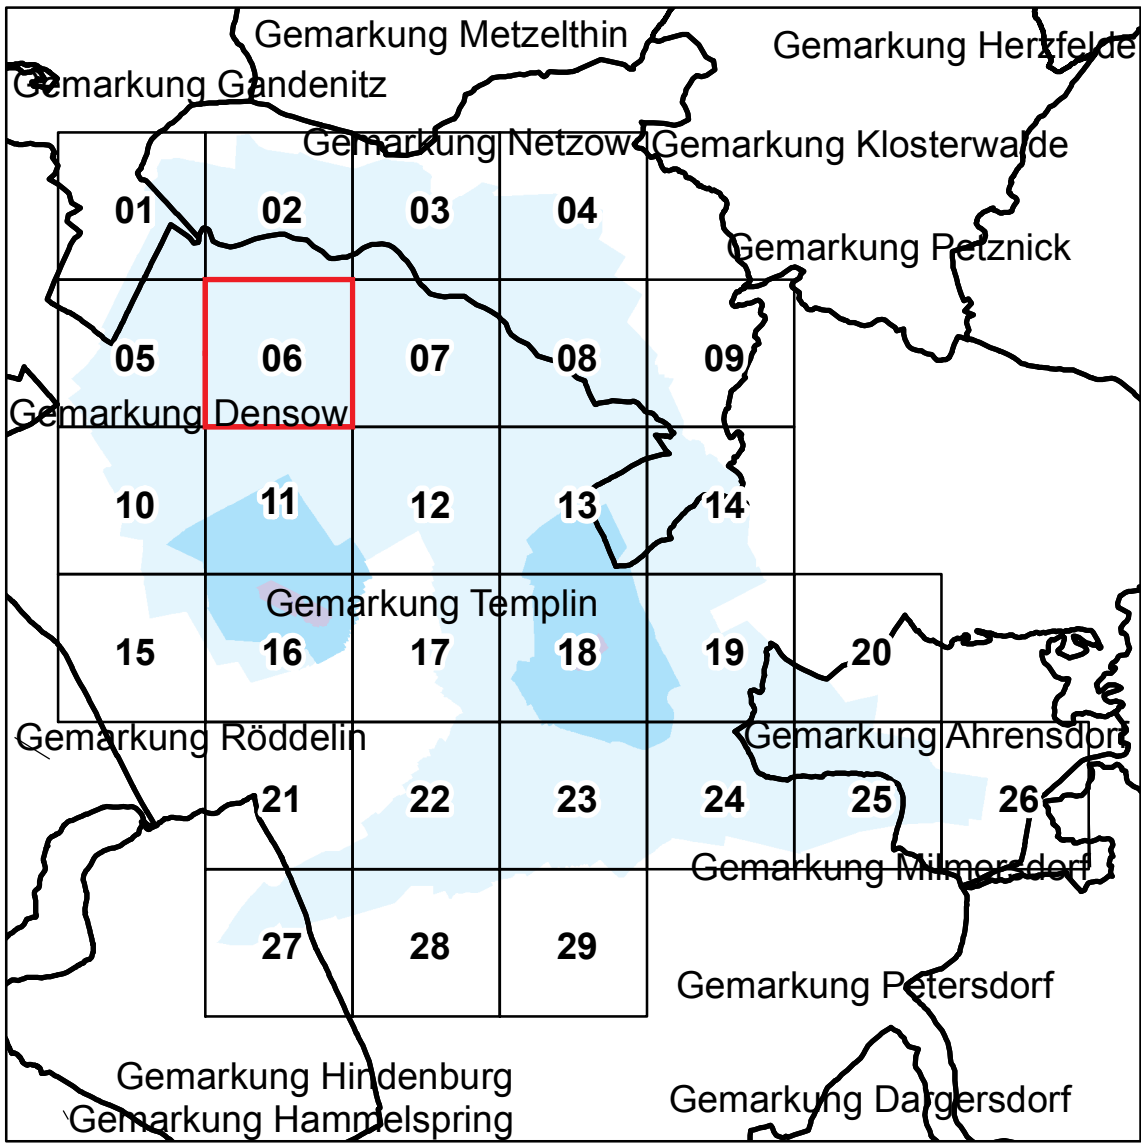 Gemarkung Metzelthin
Gemarkung Herzfelde
Gemarkung Gandenitz
Gemarkung Netzow
Gemarkung Klosterwalde
01
02
03
04
Gemarkung Petznick
05
06
07
08
09
Gemarkung Densow
10
11
12
13
14
Gemarkung Templin
15
16
17
18
19
20
Gemarkung Röddelin
Gemarkung Ahrensdorf
21
22
23
24
25
26
Gemarkung Milmersdorf
27
28
29
Gemarkung Petersdorf
Gemarkung Hindenburg
Gemarkung Dargersdorf
Gemarkung Hammelspring